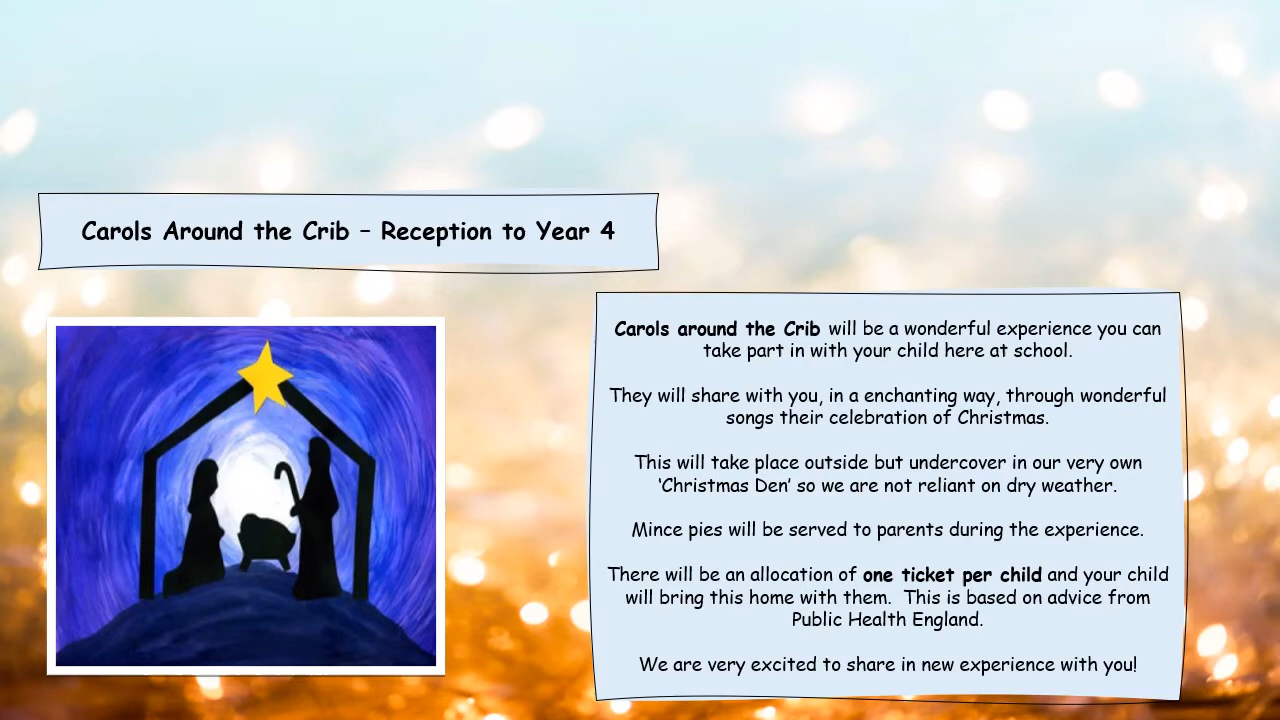 Carols Around the Crib – Reception to Year 4
Carols around the Crib will be a wonderful experience you can
take part in with your child here at school.
They will share with you, in a enchanting way, through wonderful
songs their celebration of Christmas.
This will take place outside but undercover in our very own
‘Christmas Den’ so we are not reliant on dry weather.
Mince pies will be served to parents during the experience.
There will be an allocation of one ticket per child and your child
will bring this home with them.  This is based on advice from
Public Health England.
We are very excited to share in new experience with you!